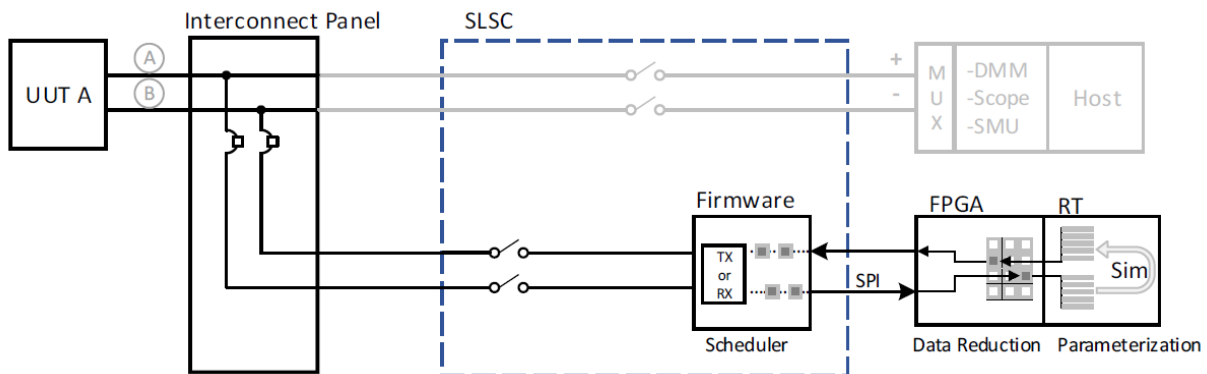 Interconnect Panel
SLSC
UUT A
A
B
+
-
M
U
X
-DMM
-Scope
-SMU
Host
Firmware
FPGA
RT
TX
or
RX
SPI
Sim
Scheduler
Data Reduction
Parameterization